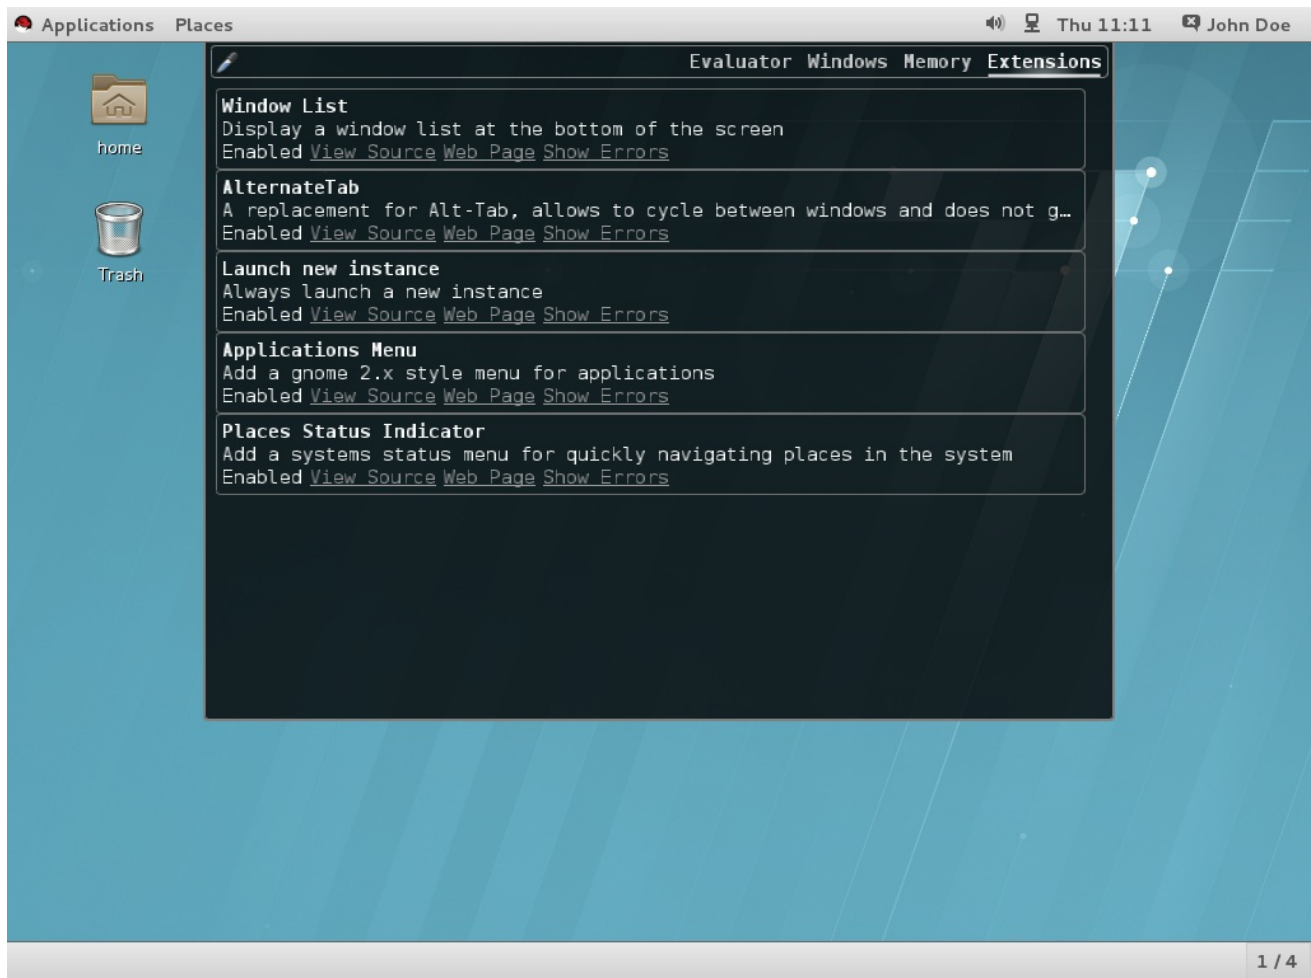 Applications Places Thu 11:11 John Doe
Evaluator Windows Memory Extensions
home
Trash
Window List
Display a window list at the bottom of the screen
Enabled View Source Web Page Show Errors
AlternateTab
A replacement for Alt-Tab, allows to cycle between windows and does not g…
Enabled View Source Web Page Show Errors
Launch new instance
Always launch a new instance
Enabled View Source Web Page Show Errors
Applications Menu
Add a gnome 2.x style menu for applications
Enabled View Source Web Page Show Errors
Places Status Indicator
Add a systems status menu for quickly navigating places in the system
Enabled View Source Web Page Show Errors
1 / 4